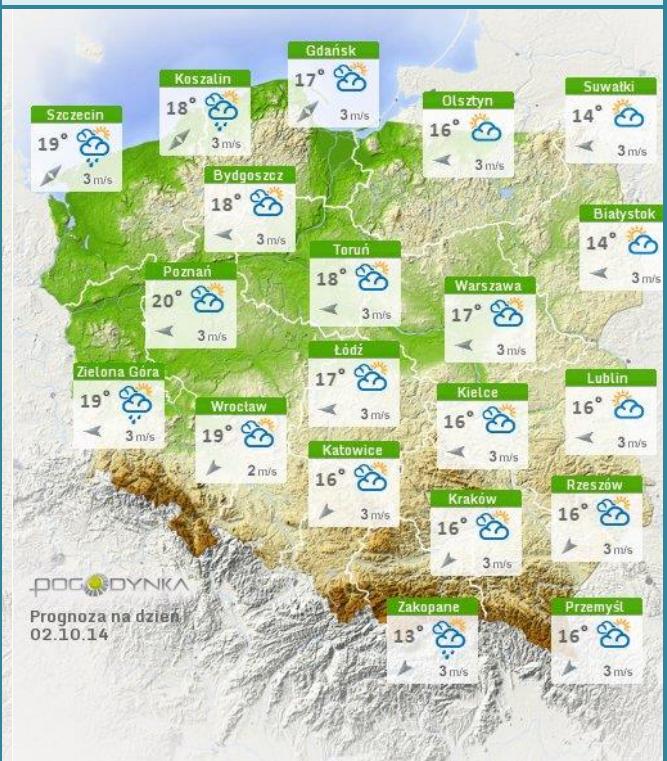 Gdańsk
17°
3 m/s
Koszalin
18°
3 m/s
Szczecin
19°
3 m/s
Olsztyn
16°
3 m/s
Suwałki
14°
3 m/s
Bydgoszcz
18°
3 m/s
Białystok
14°
3 m/s
Toruń
18°
3 m/s
Poznań
20°
3 m/s
Warszawa
17°
3 m/s
Łódź
17°
3 m/s
Zielona Góra
19°
3 m/s
Wrocław
19°
2 m/s
Kielce
16°
3 m/s
Lublin
16°
3 m/s
Katowice
16°
3 m/s
Kraków
16°
3 m/s
Rzeszów
16°
3 m/s
POGODYNKA
Prognoza na dzień
02.10.14
Zakopane
13°
3 m/s
Przemyśl
16°
3 m/s